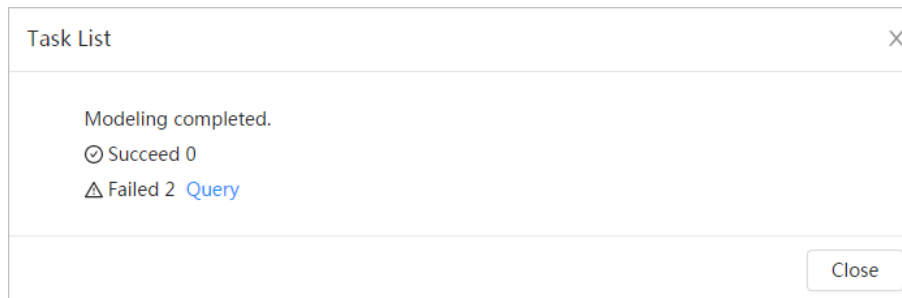 Task List
Modeling completed.
Succeed 0
Failed 2 Query
Close